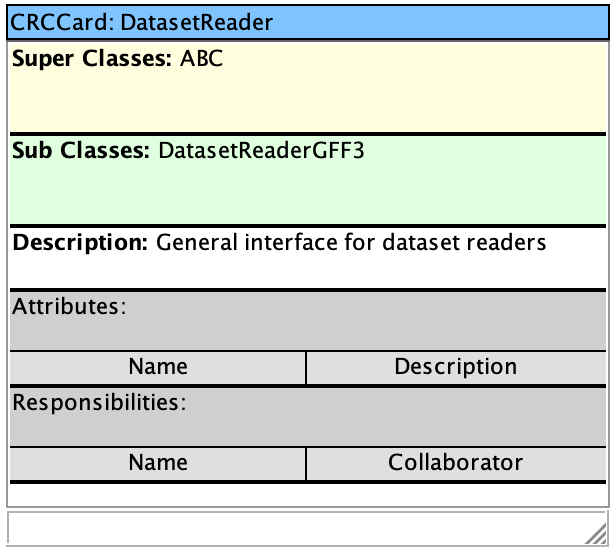 CRCCard: DatasetReader
Super Classes: ABC
Sub Classes: DatasetReaderGFF3
Description: General interface for dataset readers
Attributes:
Name Description
Responsibilities:
Name Collaborator